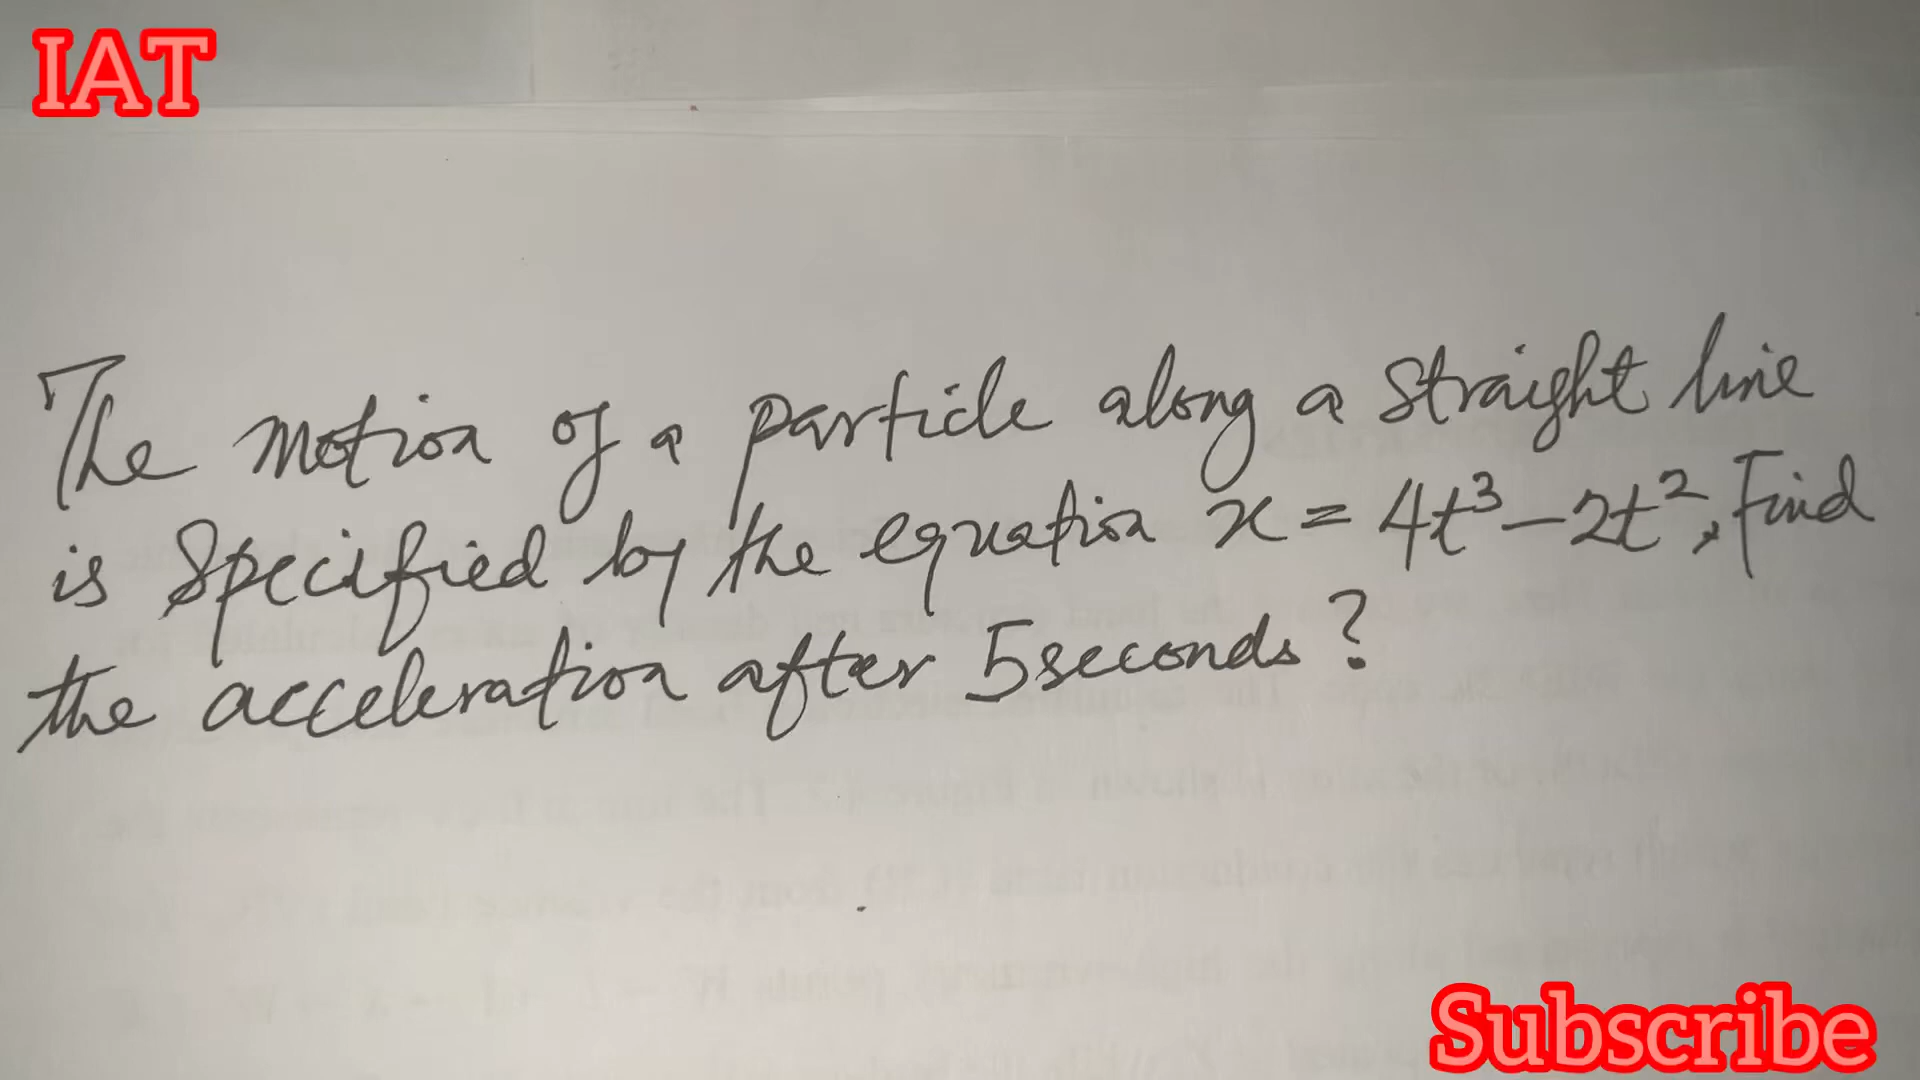 IAT
The motion of a particle along a straight line
is specified by the equation x = 4t³ - 2t², Find
the acceleration after 5 seconds?
Subscribe